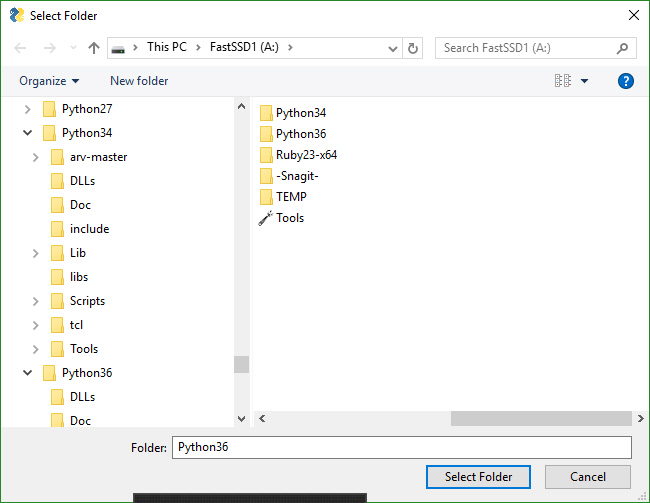 Select Folder
This PC > FastSSD1 (A:) >
Search FastSSD1 (A:)
Organize
New folder
?
Python27
Python34
arv-master
DLLs
Doc
include
Lib
libs
Scripts
tcl
Tools
Python36
DLLs
Doc
Python34
Python36
Ruby23-x64
-Snagit-
TEMP
Tools
Folder: Python36
Select Folder
Cancel